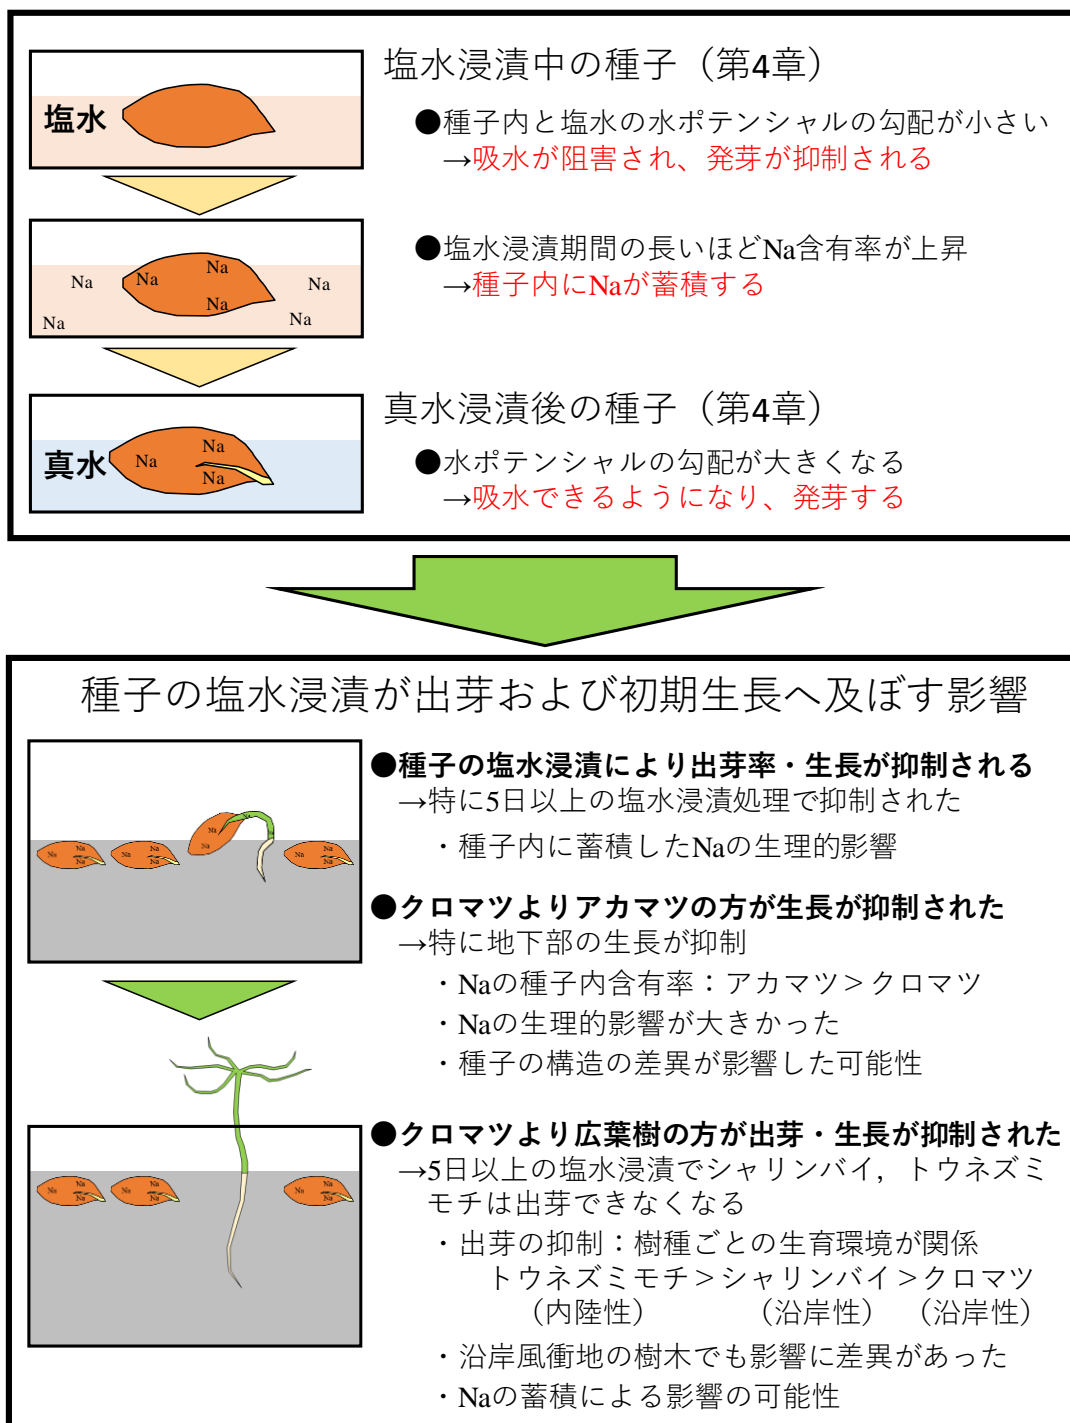 塩水浸漬中の種子（第4章）
塩水
●種子内と塩水の水ポテンシャルの勾配が小さい
→吸水が阻害され、発芽が抑制される
●塩水浸漬期間の長いほどNa含有率が上昇
→種子内にNaが蓄積する
Na
Na
Na
Na
Na
Na
Na
真水浸漬後の種子（第4章）
真水
Na
Na
Na
●水ポテンシャルの勾配が大きくなる
→吸水できるようになり、発芽する
種子の塩水浸漬が出芽および初期生長へ及ぼす影響
●種子の塩水浸漬により出芽率・生長が抑制される
→特に5日以上の塩水浸漬処理で抑制された
・種子内に蓄積したNaの生理的影響
Na
Na
Na
Na
Na
Na
Na
Na
Na
Na
Na
●クロマツよりアカマツの方が生長が抑制された
→特に地下部の生長が抑制
・Naの種子内含有率：アカマツ＞クロマツ
・Naの生理的影響が大きかった
・種子の構造の差異が影響した可能性
●クロマツより広葉樹の方が出芽・生長が抑制された
→5日以上の塩水浸漬でシャリンバイ，トウネズミ
モチは出芽できなくなる
・出芽の抑制：樹種ごとの生育環境が関係
トウネズミモチ＞シャリンバイ＞クロマツ
（内陸性）　（沿岸性）　（沿岸性）
・沿岸風衝地の樹木でも影響に差異があった
・Naの蓄積による影響の可能性
Na
Na
Na
Na
Na
Na
Na
Na
Na